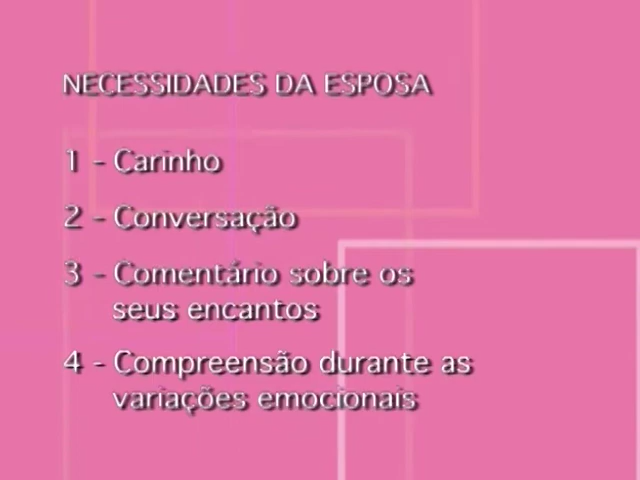 NECESSIDADES DA ESPOSA
1 - Carinho
2 - Conversação
3 - Comentário sobre os
seus encantos
4 - Compreensão durante as
variações emocionais